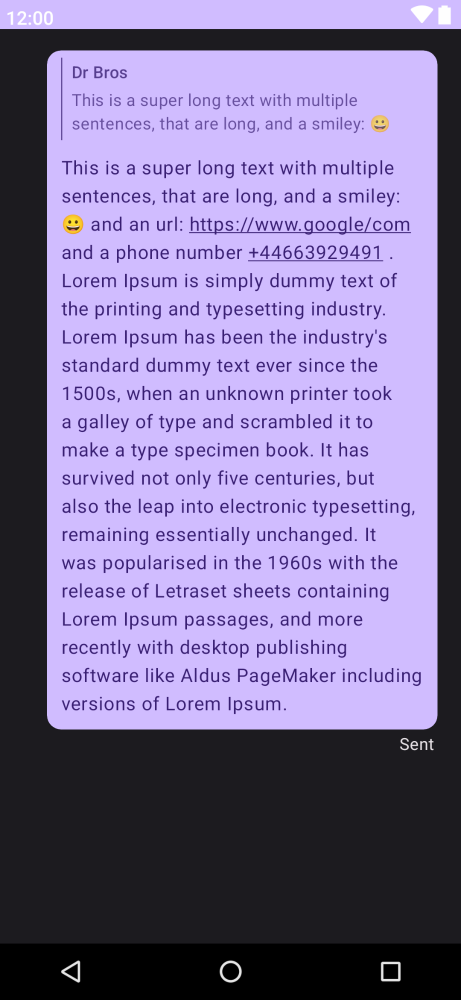 12:00
Dr Bros
This is a super long text with multiple
sentences, that are long, and a smiley: 😀
This is a super long text with multiple
sentences, that are long, and a smiley:
😀 and an url: https://www.google/com
and a phone number +44663929491 .
Lorem Ipsum is simply dummy text of
the printing and typesetting industry.
Lorem Ipsum has been the industry's
standard dummy text ever since the
1500s, when an unknown printer took
a galley of type and scrambled it to
make a type specimen book. It has
survived not only five centuries, but
also the leap into electronic typesetting,
remaining essentially unchanged. It
was popularised in the 1960s with the
release of Letraset sheets containing
Lorem Ipsum passages, and more
recently with desktop publishing
software like Aldus PageMaker including
versions of Lorem Ipsum.
Sent